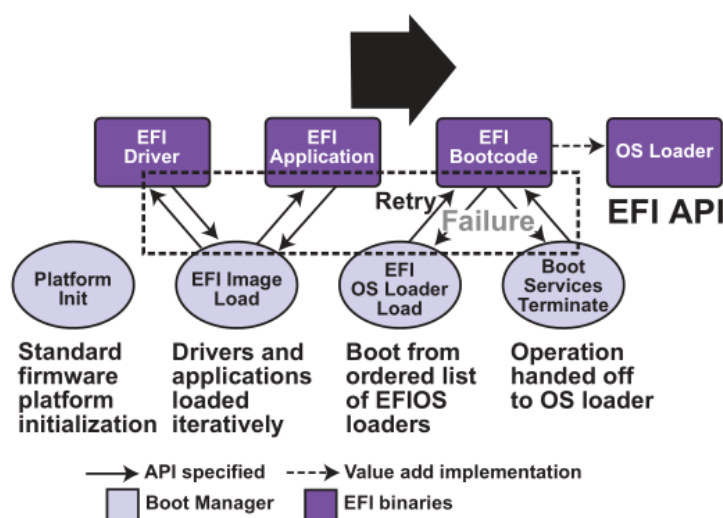 EFI
Driver
EFI
Application
EFI
Bootcode
OS Loader
EFI API
Retry
Failure
Platform
Init
EFI Image
Load
EFI
OS Loader
Load
Boot
Services
Terminate
Standard
firmware
platform
initialization
Drivers and
applications
loaded
iteratively
Boot from
ordered list
of EFIOS
loaders
Operation
handed off
to OS loader
API specified
Value add implementation
Boot Manager
EFI binaries